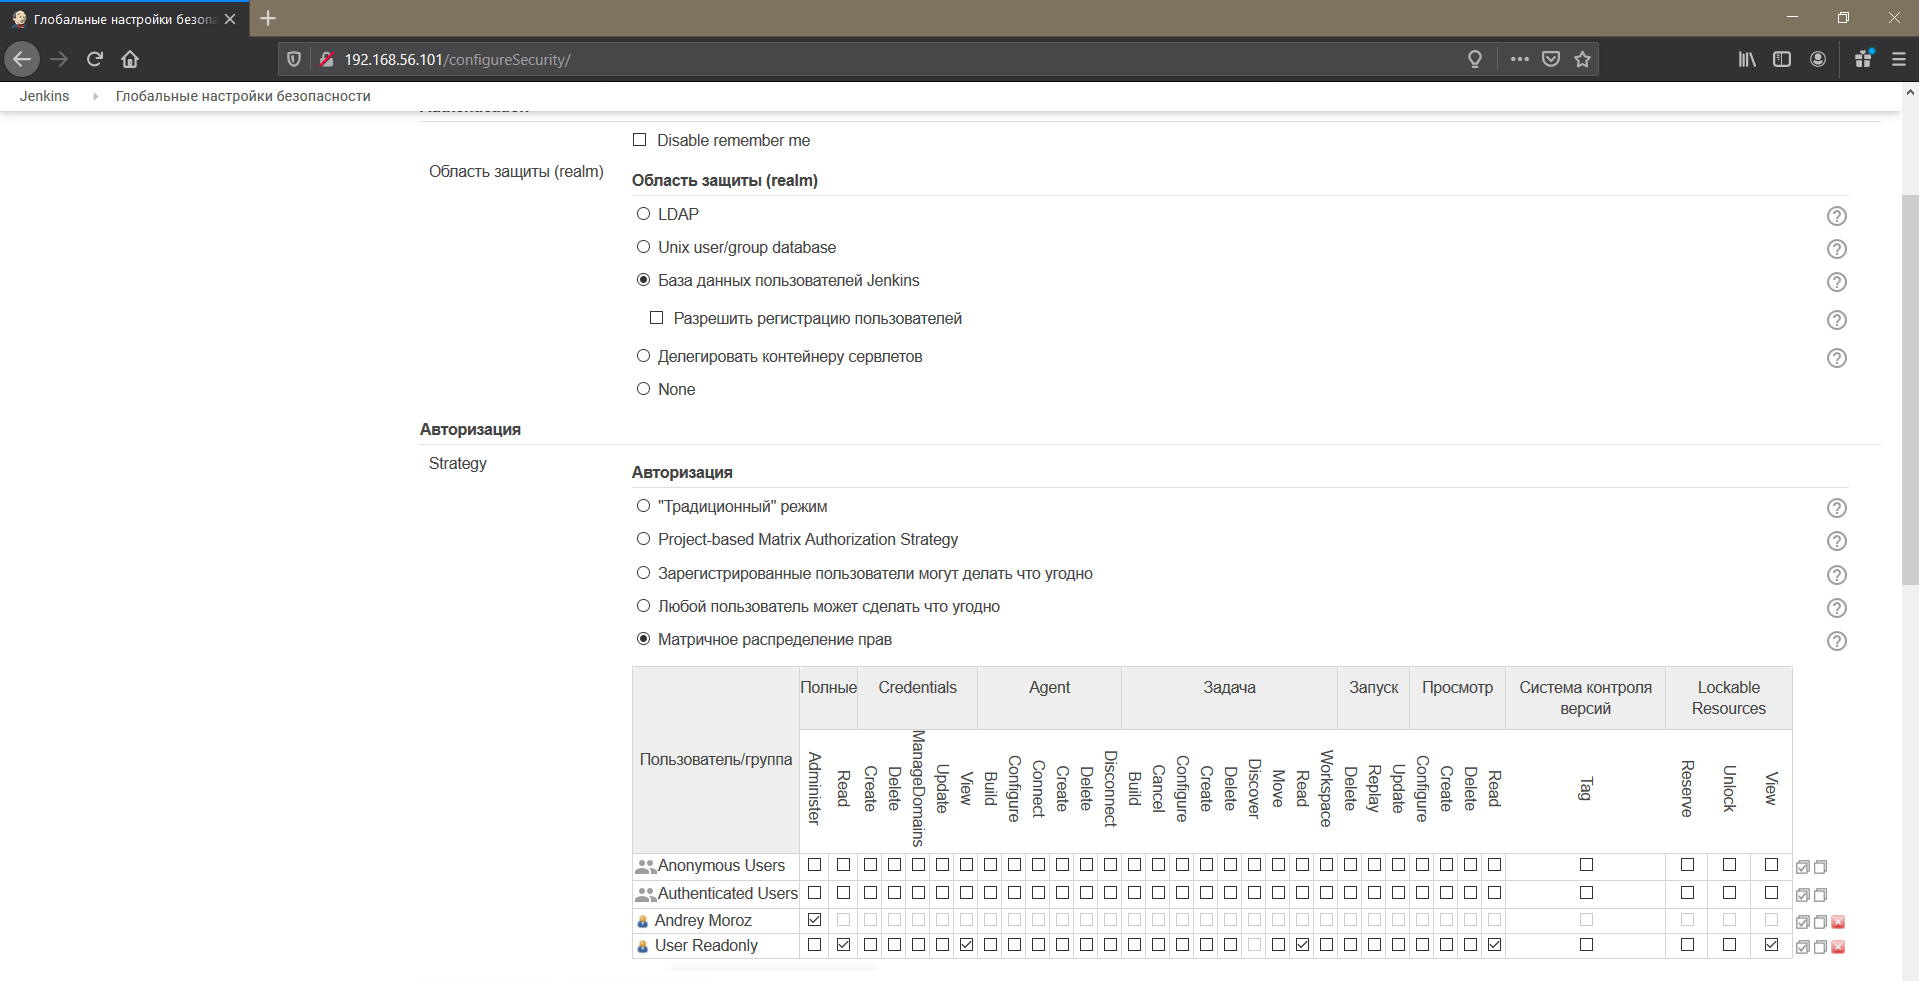 Глобальные настройки безопа
192.168.56.101/configureSecurity/
Jenkins
Глобальные настройки безопасности
Disable remember me
Область защиты (realm)
Область защиты (realm)
LDAP
Unix user/group database
База данных пользователей Jenkins
Разрешить регистрацию пользователей
Делегировать контейнеру сервлетов
None
Авторизация
Strategy
Авторизация
"Традиционный" режим
Project-based Matrix Authorization Strategy
Зарегистрированные пользователи могут делать что угодно
Любой пользователь может сделать что угодно
Матричное распределение прав
Пользователь/группа
Полные Credentials Agent Задача Запуск Просмотр Система контроля версий Lockable Resources
Administer Read Create Delete ManageDomains Update View Build Configure Connect Create Delete Disconnect Build Cancel Configure Create Delete Discover Move Read Workspace Delete Replay Update Configure Create Delete Read Tag Reserve Unlock View
Anonymous Users
Authenticated Users
Andrey Moroz
User Readonly